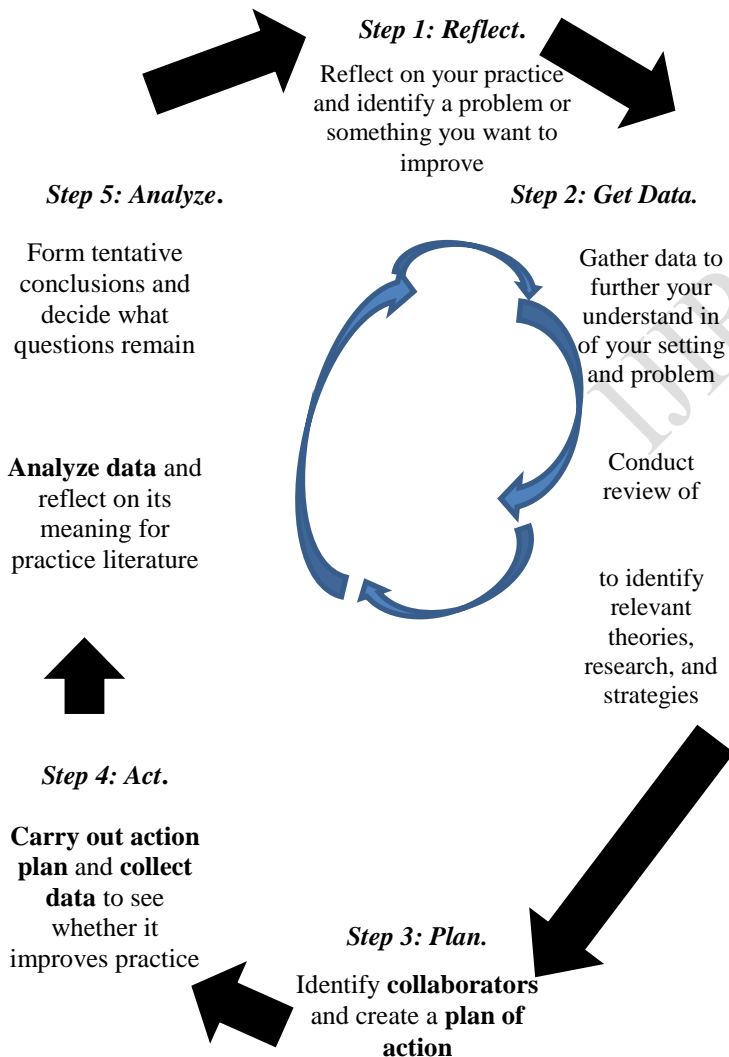 Step 1: Reflect.
Reflect on your practice
and identify a problem or
something you want to
improve
Step 2: Get Data.
Gather data to
further your
understand in
of your setting
and problem
Conduct
review of
to identify
relevant
theories,
research, and
strategies
Step 3: Plan.
Identify collaborators
and create a plan of
action
Step 4: Act.
Carry out action
plan and collect
data to see
whether it
improves practice
Step 5: Analyze.
Form tentative
conclusions and
decide what
questions remain
Analyze data and
reflect on its
meaning for
practice literature